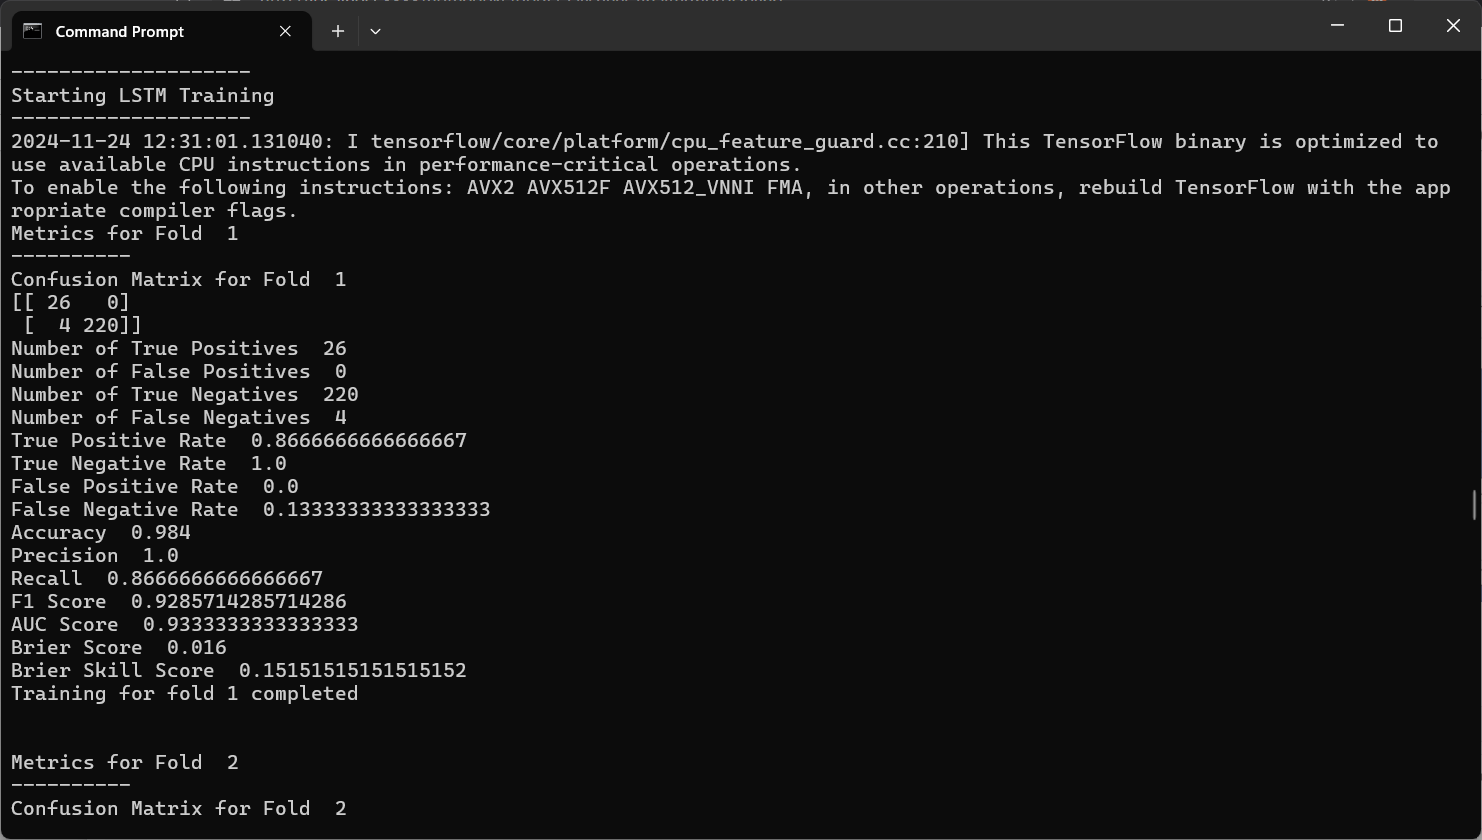 Command Prompt
--------------------
Starting LSTM Training
--------------------
2024-11-24 12:31:01.131040: I tensorflow/core/platform/cpu_feature_guard.cc:210] This TensorFlow binary is optimized to
use available CPU instructions in performance-critical operations.
To enable the following instructions: AVX2 AVX512F AVX512_VNNI FMA, in other operations, rebuild TensorFlow with the app
ropriate compiler flags.
Metrics for Fold  1
----------
Confusion Matrix for Fold  1
[[ 26   0]
 [  4 220]]
Number of True Positives  26
Number of False Positives  0
Number of True Negatives  220
Number of False Negatives  4
True Positive Rate  0.8666666666666667
True Negative Rate  1.0
False Positive Rate  0.0
False Negative Rate  0.13333333333333333
Accuracy  0.984
Precision  1.0
Recall  0.8666666666666667
F1 Score  0.9285714285714286
AUC Score  0.9333333333333333
Brier Score  0.016
Brier Skill Score  0.15151515151515152
Training for fold 1 completed
Metrics for Fold  2
----------
Confusion Matrix for Fold  2